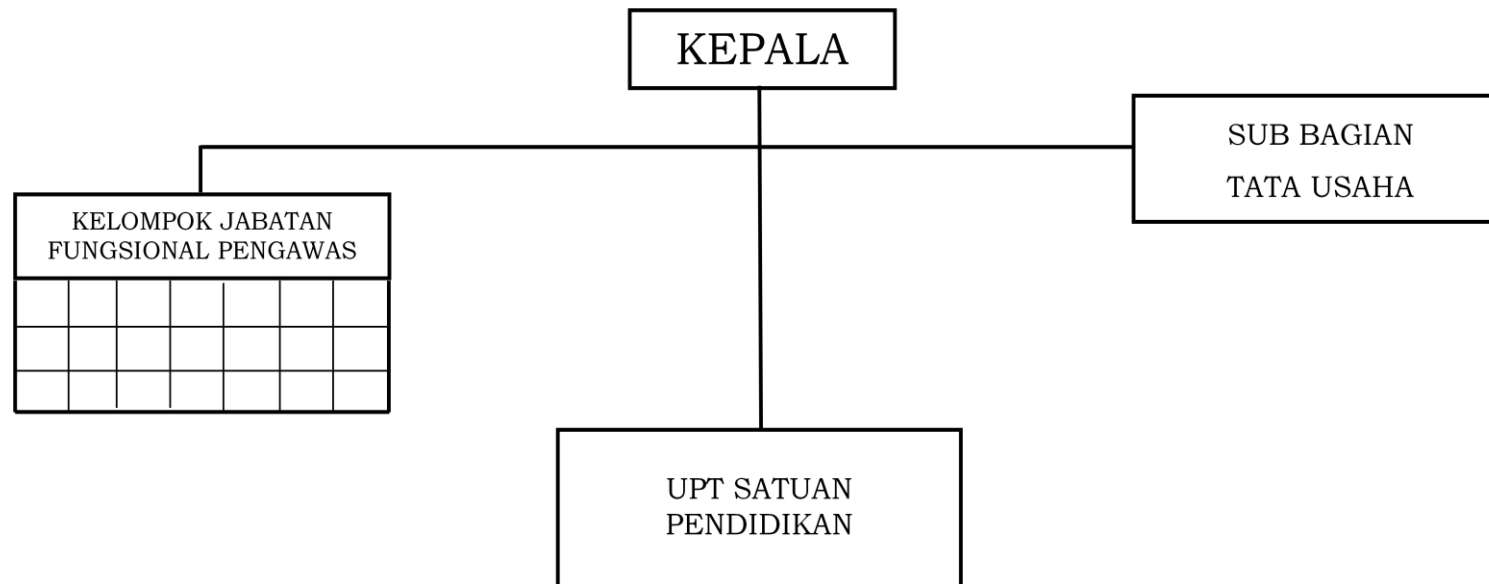 KEPALA
SUB BAGIAN
TATA USAHA
KELOMPOK JABATAN
FUNGSIONAL PENGAWAS
UPT SATUAN
PENDIDIKAN